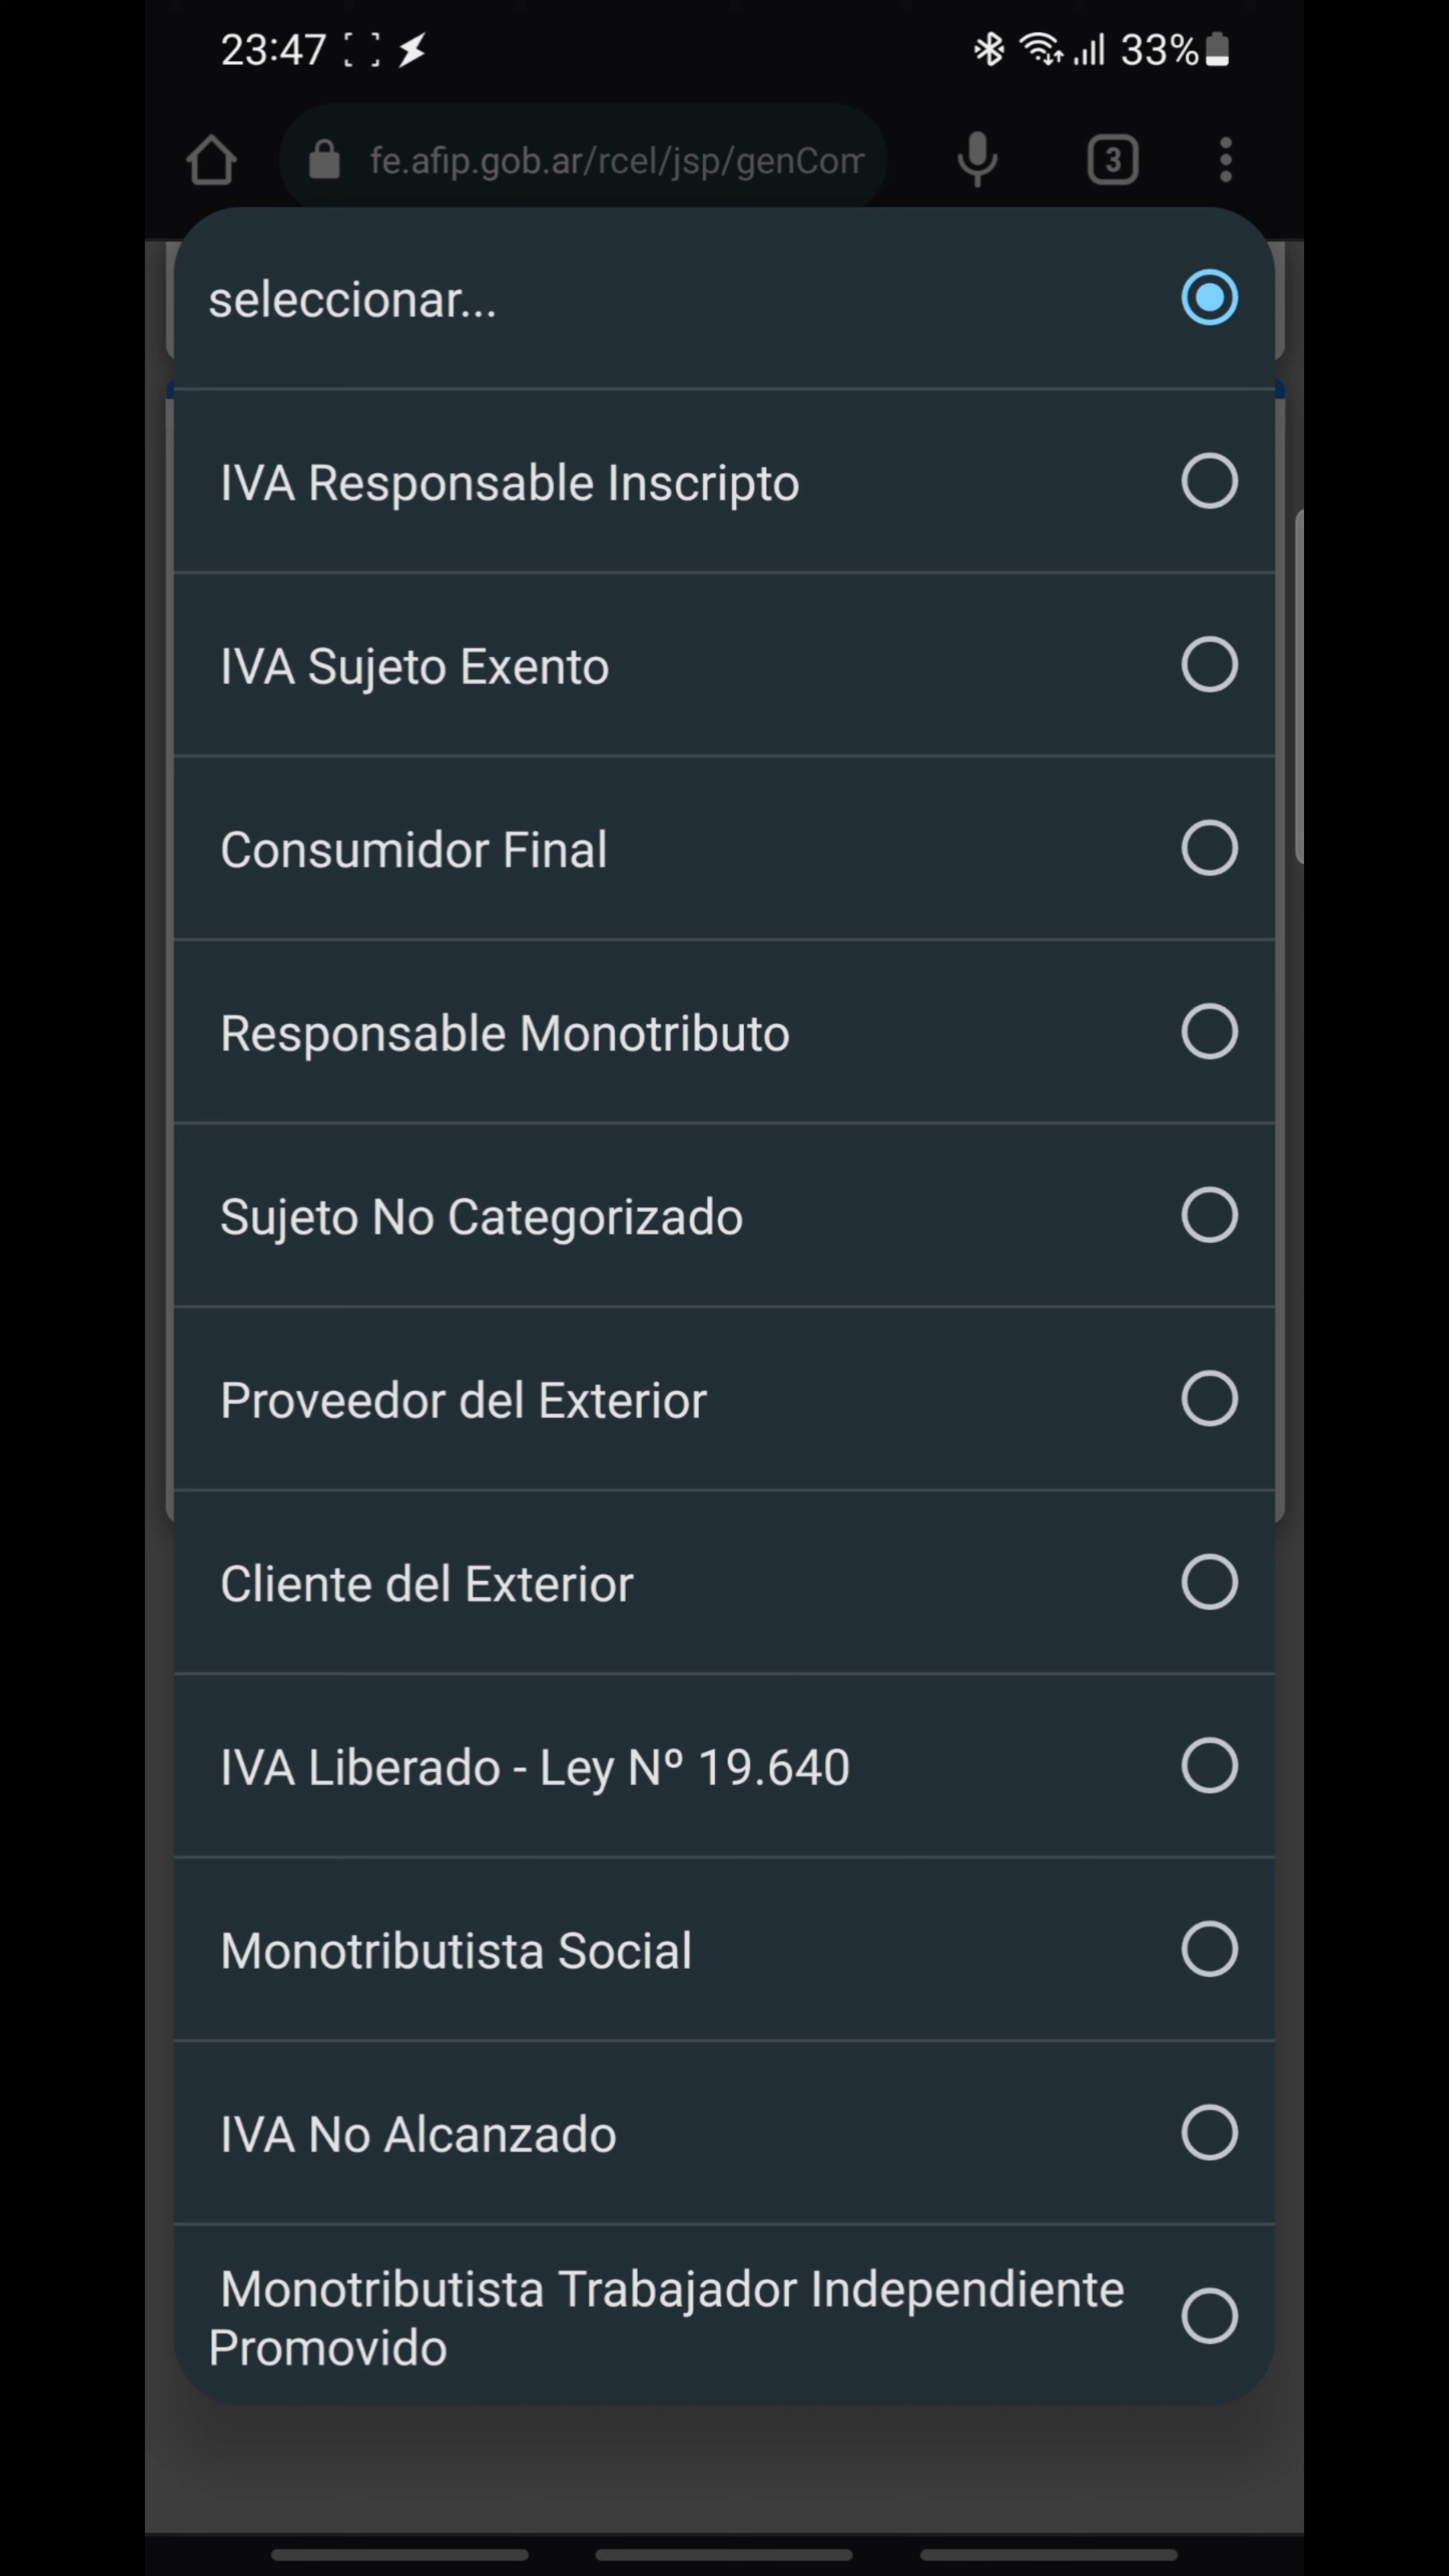 23:47
33%
fe.afip.gob.ar/rcel/jsp/genCom
3
seleccionar...
IVA Responsable Inscripto
IVA Sujeto Exento
Consumidor Final
Responsable Monotributo
Sujeto No Categorizado
Proveedor del Exterior
Cliente del Exterior
IVA Liberado - Ley Nº 19.640
Monotributista Social
IVA No Alcanzado
Monotributista Trabajador Independiente
Promovido